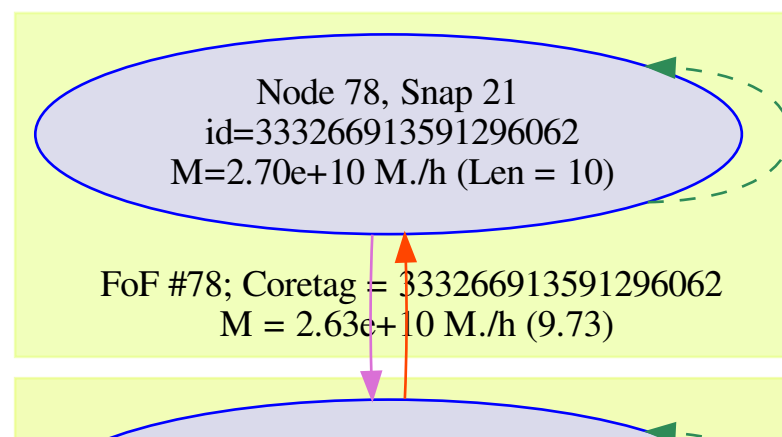 Node 78, Snap 21
id=333266913591296062
M=2.70e+10 M./h (Len = 10)
FoF #78; Coretag = 333266913591296062
M = 2.63e+10 M./h (9.73)